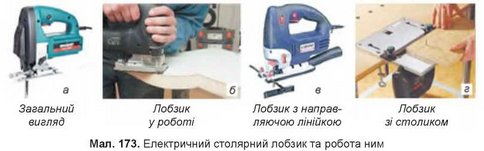 а
б
в
г
Загальний
вигляд
Лобзик
у роботі
Лобзик з направ-
ляючою лінійкою
Лобзик
зі столиком
Мал. 173. Електричний столярний лобзик та робота ним